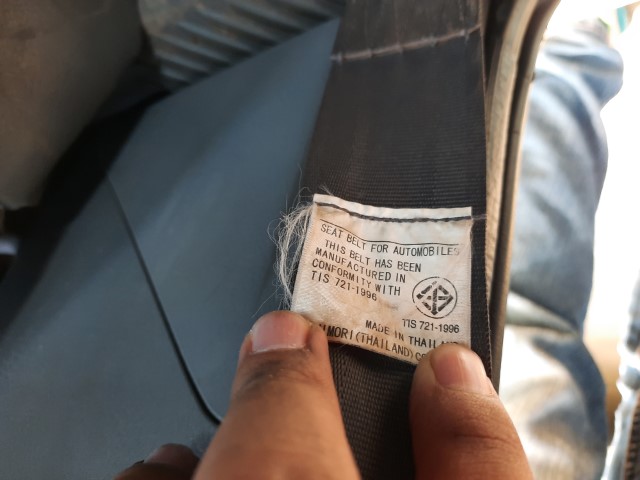 SEAT BELT FOR AUTOMOBILES
THIS BELT HAS BEEN
MANUFACTURED IN
CONFORMITY WITH
TIS 721-1996
TIS 721-1996
MADE IN THAILAND
(THAILAND)